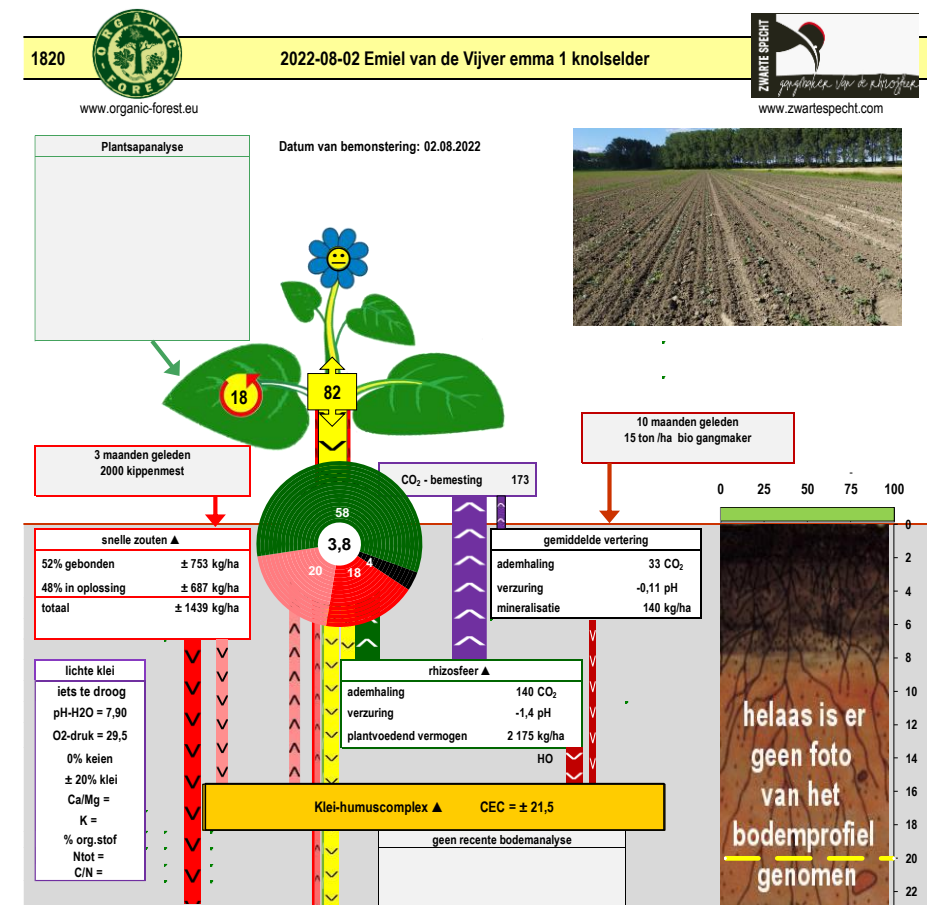 1820
ORGANIC FOREST
2022-08-02 Emiel van de Vijver emma 1 knolselder
ZWARTE SPECHT
gangmaker van de rhizosfeer
www.organic-forest.eu
www.zwartespecht.com
Plantsapanalyse
Datum van bemonstering: 02.08.2022
18
82
10 maanden geleden
15 ton /ha bio gangmaker
3 maanden geleden
2000 kippenmest
CO₂ - bemesting 173
0 25 50 75 100
58
3,8
4
20
18
snelle zouten ▲
52% gebonden ± 753 kg/ha
48% in oplossing ± 687 kg/ha
totaal ± 1439 kg/ha
gemiddelde vertering
ademhaling 33 CO₂
verzuring -0,11 pH
mineralisatie 140 kg/ha
lichte klei
iets te droog
pH-H2O = 7,90
O2-druk = 29,5
0% keien
± 20% klei
Ca/Mg =
K =
% org.stof
Ntot =
C/N =
rhizosfeer ▲
ademhaling 140 CO₂
verzuring -1,4 pH
plantvoedend vermogen 2 175 kg/ha
HO
Klei-humuscomplex ▲ CEC = ± 21,5
geen recente bodemanalyse
helaas is er
geen foto
van het
bodemprofiel
genomen
0
2
4
6
8
10
12
14
16
18
20
22